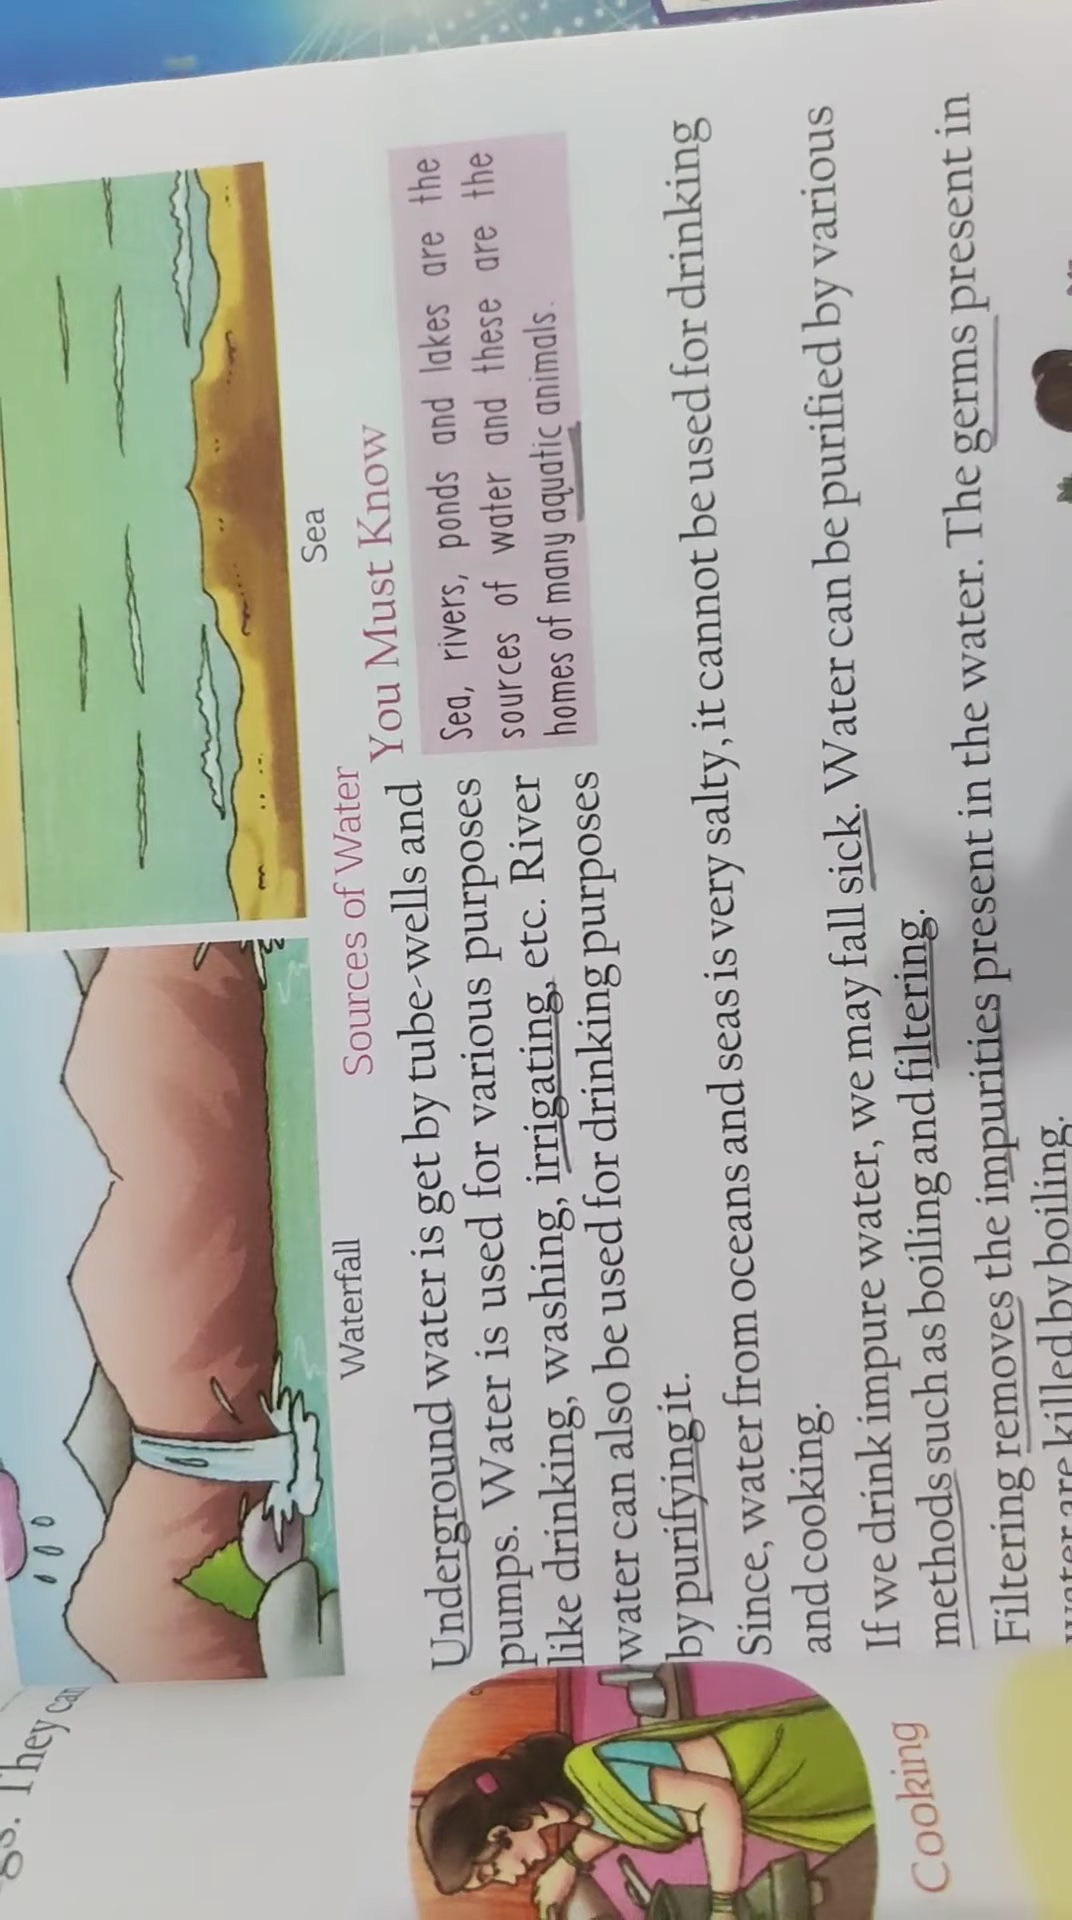 gs. They can
Waterfall
Sea
Sources of Water
You Must Know
Sea, rivers, ponds and lakes are the
sources of water and these are the
homes of many aquatic animals.
Underground water is get by tube-wells and
pumps. Water is used for various purposes
like drinking, washing, irrigating, etc. River
water can also be used for drinking purposes
by purifying it.
Since, water from oceans and seas is very salty, it cannot be used for drinking
and cooking.
If we drink impure water, we may fall sick. Water can be purified by various
methods such as boiling and filtering.
Filtering removes the impurities present in the water. The germs present in
water are killed by boiling.
Cooking